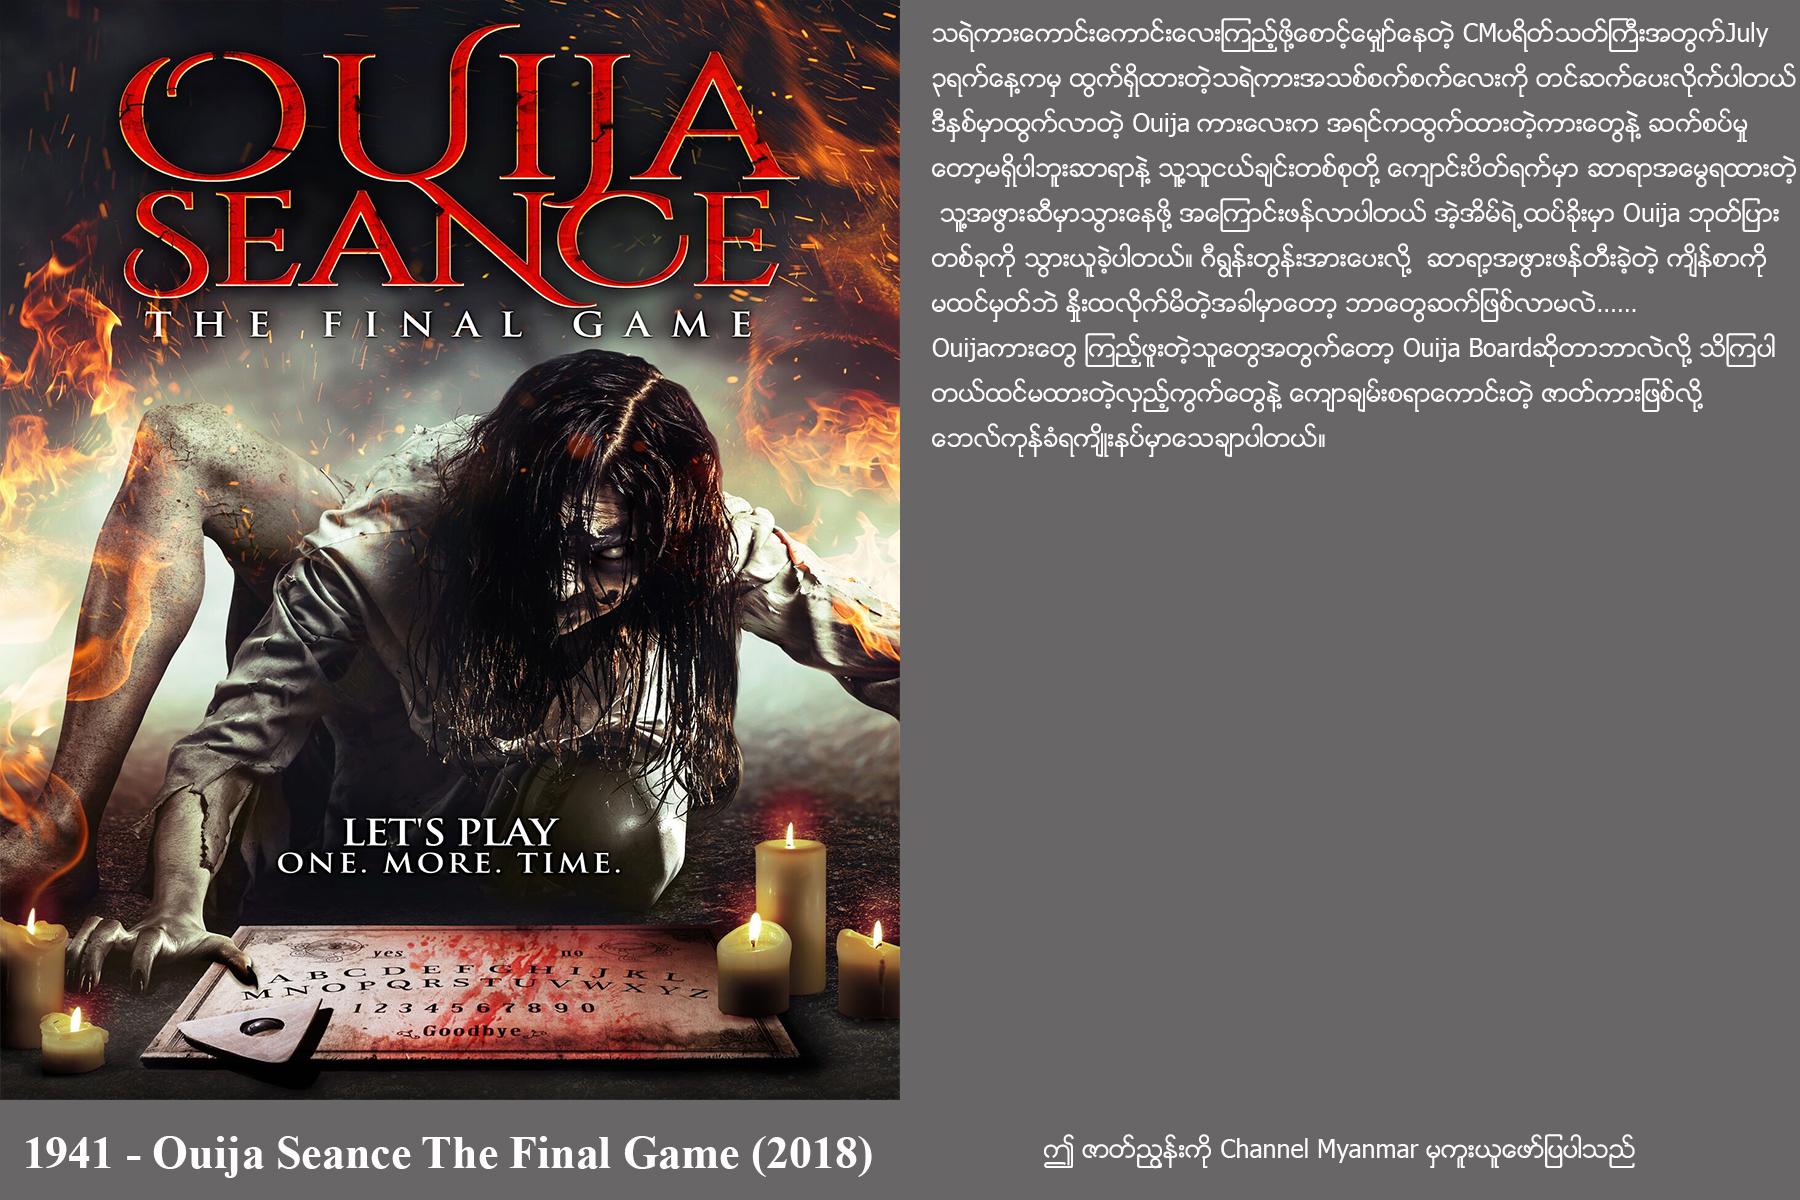 OUIJA
SEANCE
THE FINAL GAME
LET'S PLAY
ONE. MORE. TIME.
yes no
ABCDEFGHIJKL
MNOPQRSTUVWXYZ
1234567890
Goodbye
1941 - Ouija Seance The Final Game (2018)
သရဲကားကောင်းကောင်းလေးကြည့်ဖို့စောင့်မျှော်နေတဲ့ CMပရိတ်သတ်ကြီးအတွက်July
၃ရက်နေ့ကမှ ထွက်ရှိထားတဲ့သရဲကားအသစ်စက်စက်လေးကို တင်ဆက်ပေးလိုက်ပါတယ်
ဒီနှစ်မှာထွက်လာတဲ့ Ouija ကားလေးက အရင်ကထွက်ထားတဲ့ကားတွေနဲ့ ဆက်စပ်မှု
တော့မရှိပါဘူးဆာရာနဲ့ သူ့သူငယ်ချင်းတစ်စုတို့ ကျောင်းပိတ်ရက်မှာ ဆာရာအမွေရထားတဲ့
သူ့အဖွားဆီမှာသွားနေဖို့ အကြောင်းဖန်လာပါတယ် အဲ့အိမ်ရဲ့ထပ်ခိုးမှာ Ouija ဘုတ်ပြား
တစ်ခုကို သွားယူခဲ့ပါတယ်။ ဂီရွန်းတွန်းအားပေးလို့ ဆာရာ့အဖွားဖန်တီးခဲ့တဲ့ ကျိန်စာကို
မထင်မှတ်ဘဲ နှိုးထလိုက်မိတဲ့အခါမှာတော့ ဘာတွေဆက်ဖြစ်လာမလဲ......
Ouijaကားတွေ ကြည့်ဖူးတဲ့သူတွေအတွက်တော့ Ouija Boardဆိုတာဘာလဲလို့ သိကြပါ
တယ်ထင်မထားတဲ့လှည့်ကွက်တွေနဲ့ ကျောချမ်းစရာကောင်းတဲ့ ဇာတ်ကားဖြစ်လို့
ဘေလ်ကုန်ခံရကျိုးနပ်မှာသေချာပါတယ်။
ဤ ဇာတ်ညွှန်းကို Channel Myanmar မှကူးယူဖော်ပြပါသည်